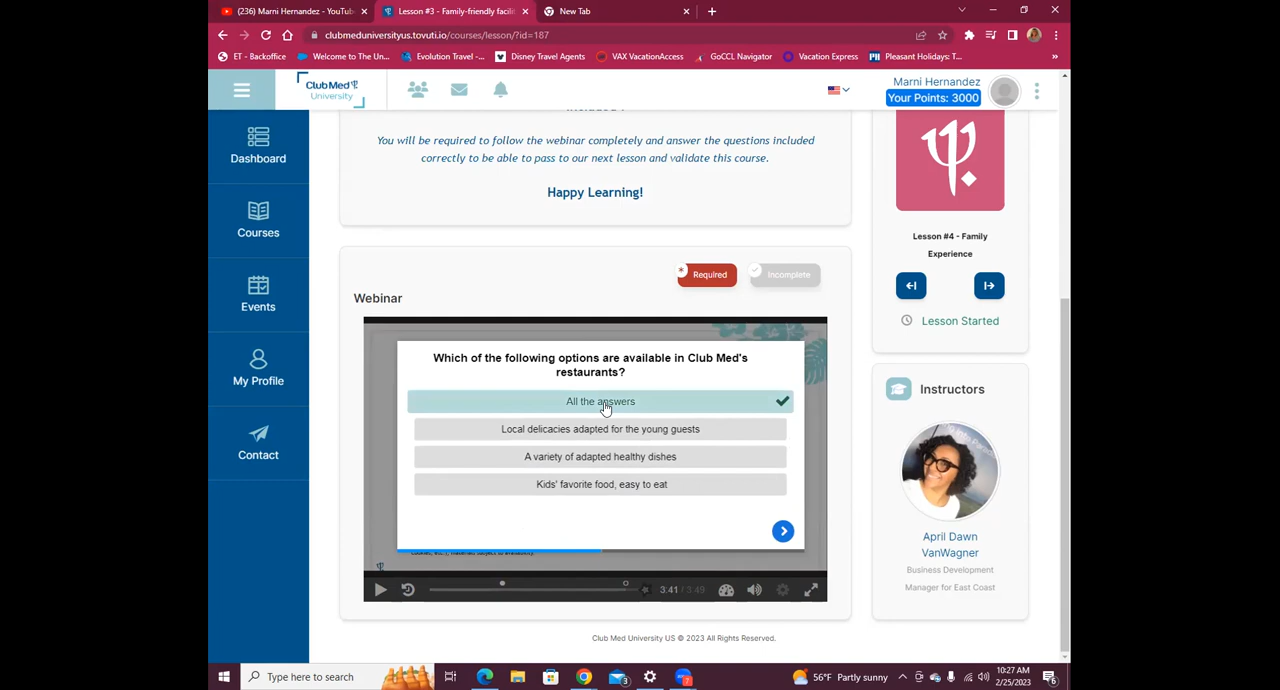 (236) Marni Hernandez - YouTub
Lesson #3 - Family-friendly facili
New Tab
clubmeduniversityus.tovuti.io/courses/lesson/?id=187
ET - Backoffice
Welcome to The Un...
Evolution Travel -...
Disney Travel Agents
VAX VacationAccess
GoCCL Navigator
Vacation Express
Pleasant Holidays: T...
»
Club Med
University
Marni Hernandez
Your Points: 3000
Dashboard
Courses
Events
My Profile
Contact
You will be required to follow the webinar completely and answer the questions included
correctly to be able to pass to our next lesson and validate this course.
Happy Learning!
* Required
Incomplete
Webinar
Which of the following options are available in Club Med's
restaurants?
All the answers
Local delicacies adapted for the young guests
A variety of adapted healthy dishes
Kids' favorite food, easy to eat
3:41 / 3:49
Lesson #4 - Family
Experience
Lesson Started
Instructors
April Dawn
VanWagner
Business Development
Manager for East Coast
Club Med University US © 2023 All Rights Reserved.
Type here to search
3
7
56°F Partly sunny
10:27 AM
2/25/2023
6